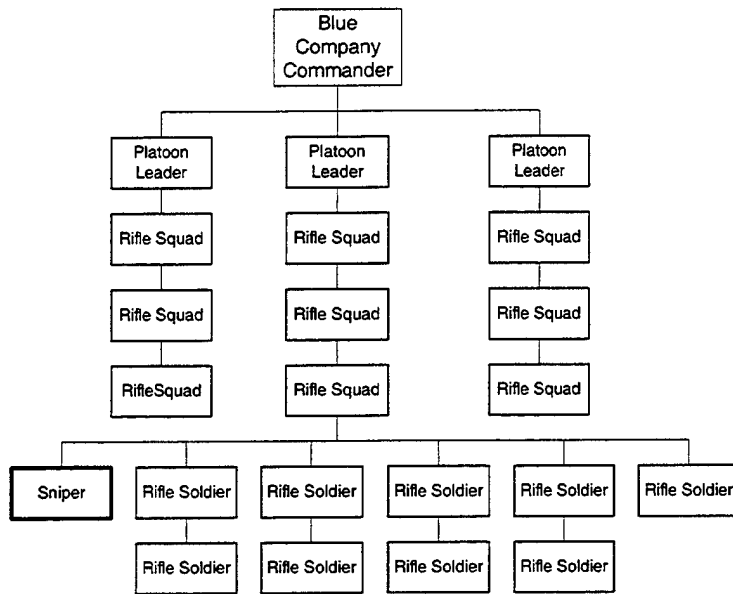 Blue
Company
Commander
Platoon
Leader
Platoon
Leader
Platoon
Leader
Rifle Squad
Rifle Squad
Rifle Squad
Rifle Squad
Rifle Squad
Rifle Squad
RifleSquad
Rifle Squad
Rifle Squad
Sniper
Rifle Soldier
Rifle Soldier
Rifle Soldier
Rifle Soldier
Rifle Soldier
Rifle Soldier
Rifle Soldier
Rifle Soldier
Rifle Soldier